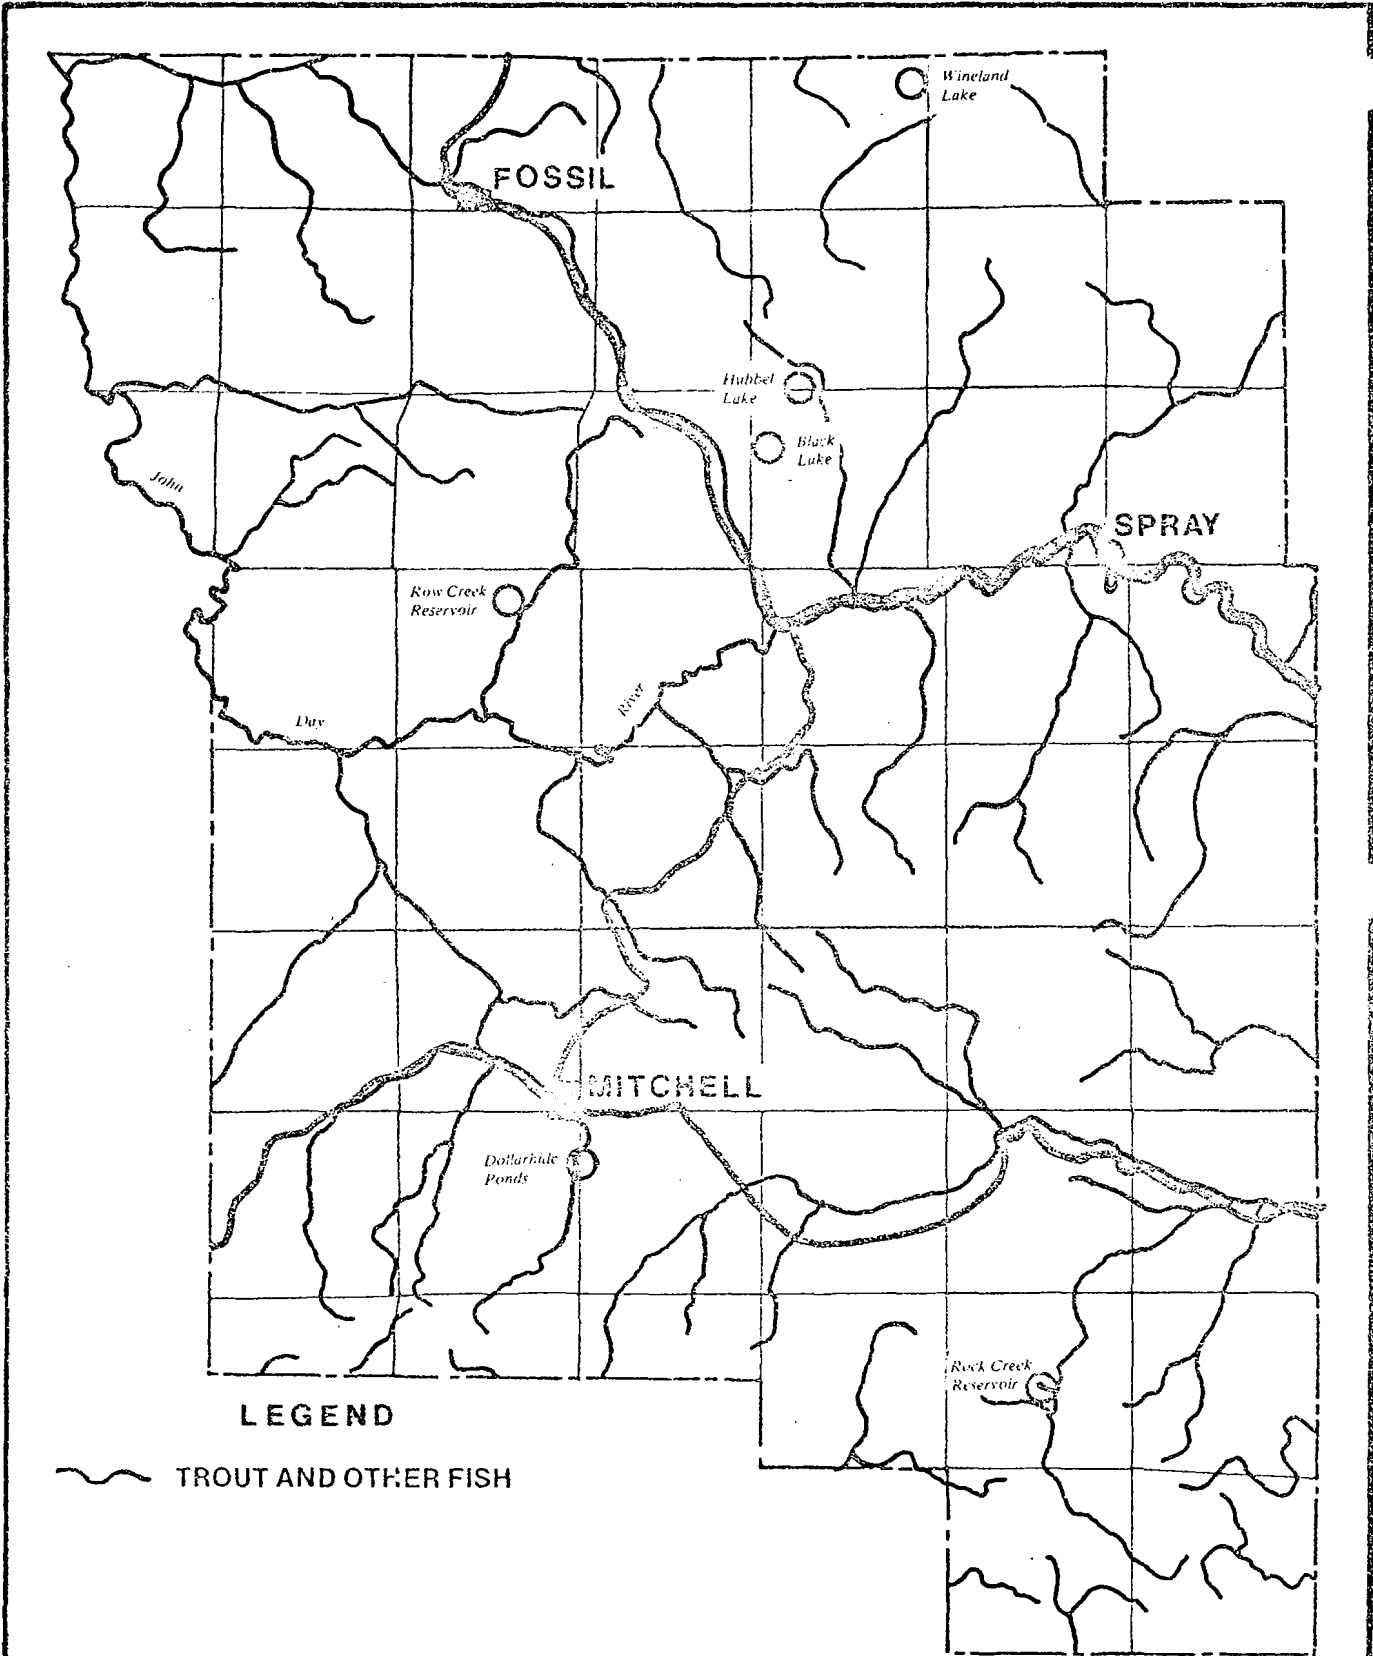 Wineland
Lake
FOSSIL
Hubbel
Lake
Black
Lake
John
SPRAY
Row Creek
Reservoir
River
Day
MITCHELL
Dollarhide
Ponds
Rock Creek
Reservoir
LEGEND
TROUT AND OTHER FISH